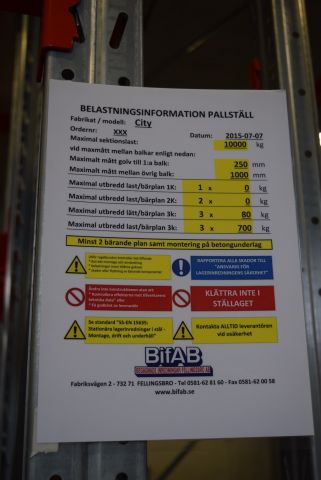 BELASTNINGSINFORMATION PALLSTÄLL
Fabrikat / modell: City
Ordernr: XXX Datum: 2015-07-07
Maximal sektionslast: 10000 kg
vid maxmått mellan balkar enligt nedan:
Maximalt mått golv till 1:a balk: 250 mm
Maximalt mått mellan övrig balk: 1000 mm
Maximal utbredd last/bärplan 1K: 1 x 0 kg
Maximal utbredd last/bärplan 2K: 2 x 0 kg
Maximal utbredd lått/bärplan 3k: 3 x 80 kg
Maximal utbredd last/bärplan 3k: 3 x 700 kg
Minst 2 bärande plan samt montering på betongunderlag
RAPPORTERA ALLA SKADOR TILL
"ANSVARIG FÖR
LAGERINREDNINGENS SÄKERHET"
KLÄTTRA INTE I
STÄLLAGET
Se standard "SS-EN 15635:
Stationära lagerinredningar i stål -
Montage, drift och underhåll"
Kontakta ALLTID leverantören
vid osäkerhet
BifAB
Fabriksvägen 2 - 732 71 FELLINGSBRO - Tel 0581-62 81 60 - Fax 0581-62 00 58
www.bifab.se